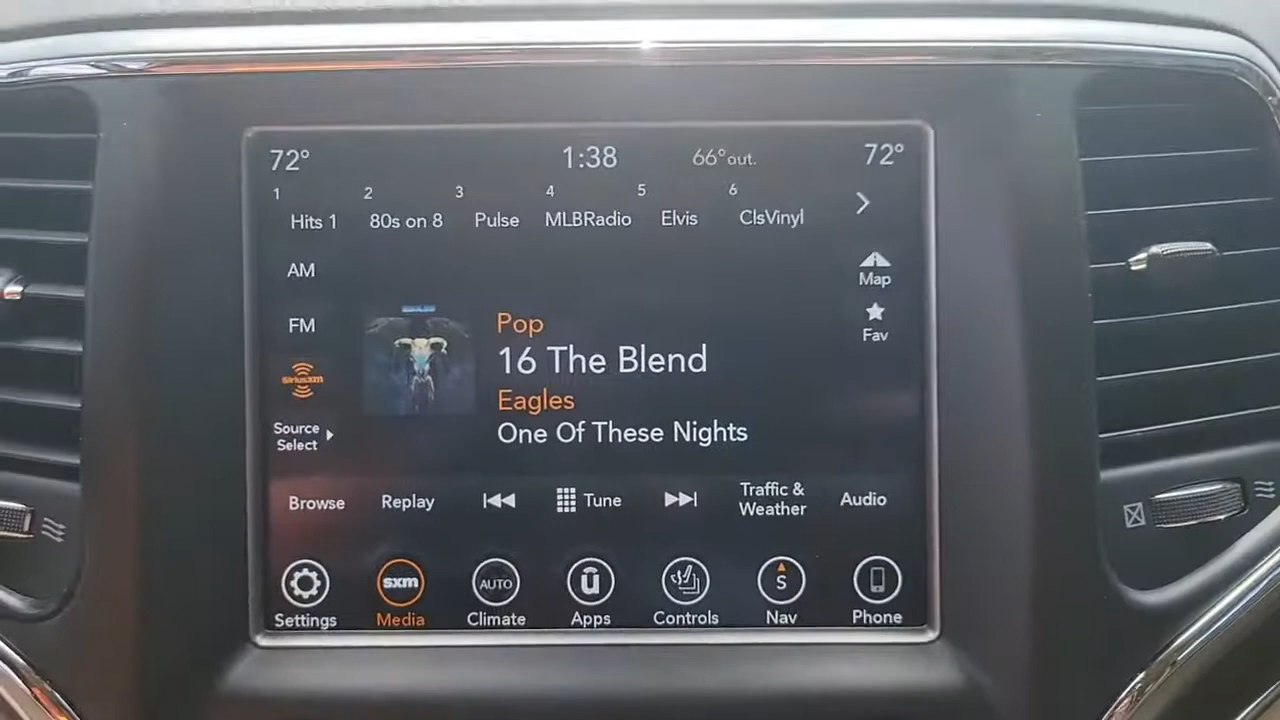 72° 1:38 66°out. 72°
1 2 3 4 5 6
Hits 1 80s on 8 Pulse MLBRadio Elvis ClsVinyl
AM
Map
FM
Fav
Pop
16 The Blend
Eagles
One Of These Nights
siriusxm
Source
Select
Browse Replay Tune Traffic &
Weather Audio
sxm AUTO ū S
Settings Media Climate Apps Controls Nav Phone